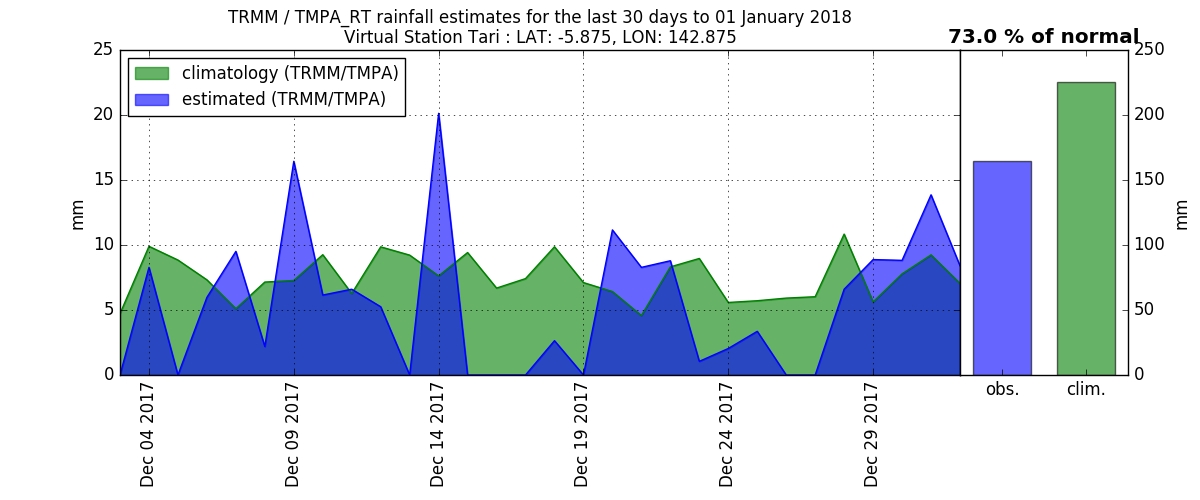 TRMM / TMPA_RT rainfall estimates for the last 30 days to 01 January 2018
Virtual Station Tari : LAT: -5.875, LON: 142.875
73.0 % of normal
climatology (TRMM/TMPA)
estimated (TRMM/TMPA)
25
20
15
10
5
0
mm
Dec 04 2017
Dec 09 2017
Dec 14 2017
Dec 19 2017
Dec 24 2017
Dec 29 2017
obs.
clim.
250
200
150
100
50
0
mm